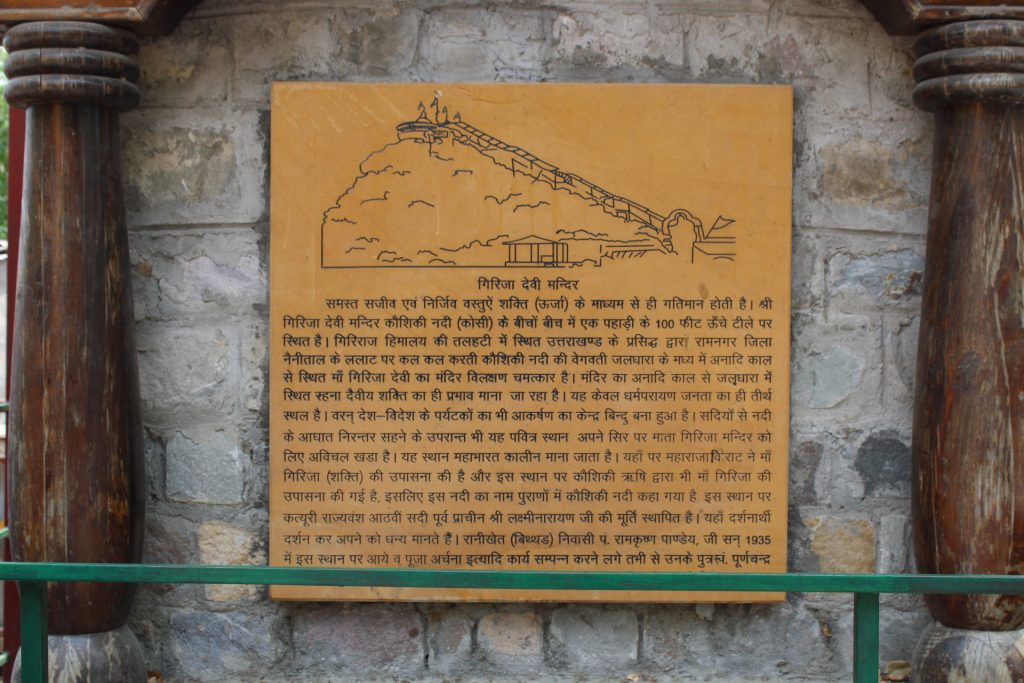 गिरिजा देवी मन्दिर
समस्त सजीव एवं निर्जिव वस्तुऐं शक्ति (ऊर्जा) के माध्यम से ही गतिमान होती है। श्री
गिरिजा देवी मन्दिर कौशिकी नदी (कोसी) के बीचों बीच में एक पहाड़ी के 100 फीट ऊँचे टीले पर
स्थित है। गिरिराज हिमालय की तलहटी में स्थित उत्तराखण्ड के प्रसिद्ध द्वार रामनगर जिला
नैनीताल के ललाट पर कल कल करती कौशिकी नदी की वेगवती जलधारा के मध्य में अनादि काल
से स्थित माँ गिरिजा देवी का मंदिर विलक्षण चमत्कार है। मंदिर का अनादि काल से जलधारा में
स्थित रहना दैवीय शक्ति का ही प्रभाव माना जा रहा है। यह केवल धर्मपरायण जनता का ही तीर्थ
स्थल है। वरन् देश–विदेश के पर्यटकों का भी आकर्षण का केन्द्र बिन्दु बना हुआ है। सदियों से नदी
के आघात निरन्तर सहने के उपरान्त भी यह पवित्र स्थान अपने सिर पर माता गिरिजा मन्दिर को
लिए अविचल खडा है। यह स्थान महाभारत कालीन माना जाता है। यहाँ पर महाराजा विराट ने माँ
गिरिजा (शक्ति) की उपासना की है और इस स्थान पर कौशिकी ऋषि द्वारा भी माँ गिरिजा की
उपासना की गई है, इसलिए इस नदी का नाम पुराणों में कौशिकी नदी कहा गया है. इस स्थान पर
कत्यूरी राज्यवंश आठवीं सदी पूर्व प्राचीन श्री लक्ष्मीनारायण जी की मूर्ति स्थापित है। यहाँ दर्शनार्थी
दर्शन कर अपने को धन्य मानते हैं। रानीखेत (बिथ्थड) निवासी प. रामकृष्ण पाण्डेय, जी सन् 1935
में इस स्थान पर आये व पूजा अर्चना इत्यादि कार्य सम्पन्न करने लगे तभी से उनके पूर्णचन्द्र